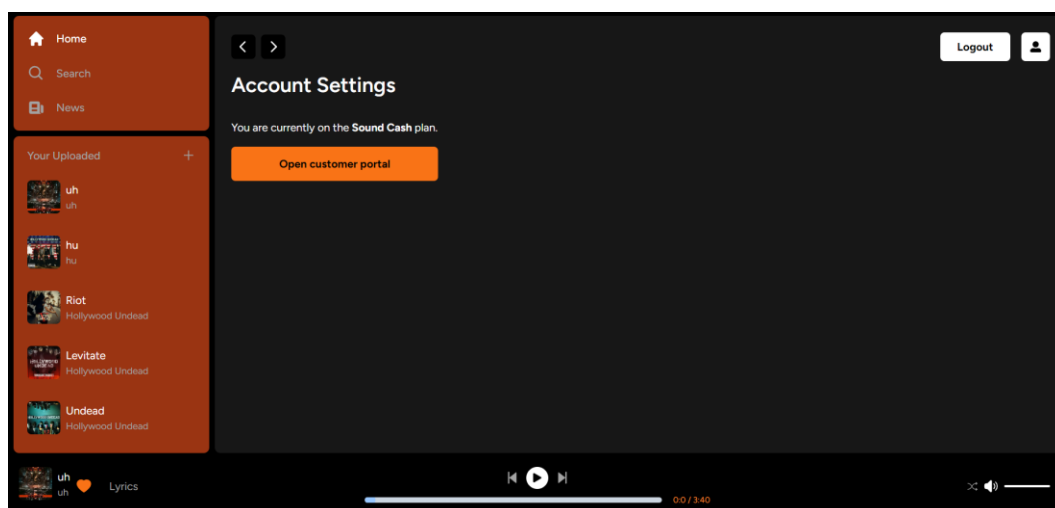 Home
Search
News
Your Uploaded
uh
uh
hu
hu
Riot
Hollywood Undead
Levitate
Hollywood Undead
Undead
Hollywood Undead
Logout
Account Settings
You are currently on the Sound Cash plan.
Open customer portal
uh
uh
Lyrics
0:0 / 3:40